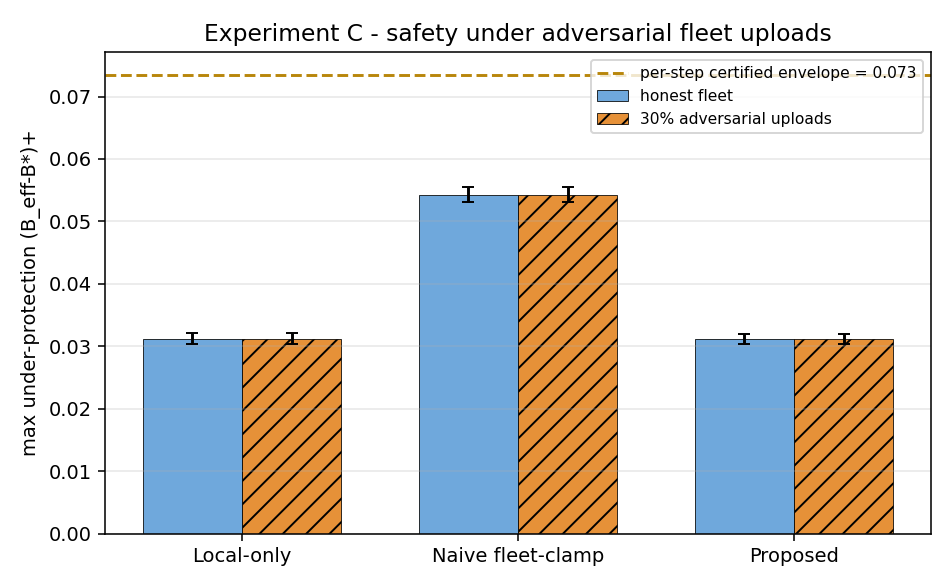 Experiment C - safety under adversarial fleet uploads
per-step certified envelope = 0.073
honest fleet
30% adversarial uploads
max under-protection (B_eff-B*)+
0.07
0.06
0.05
0.04
0.03
0.02
0.01
0.00
Local-only
Naive fleet-clamp
Proposed